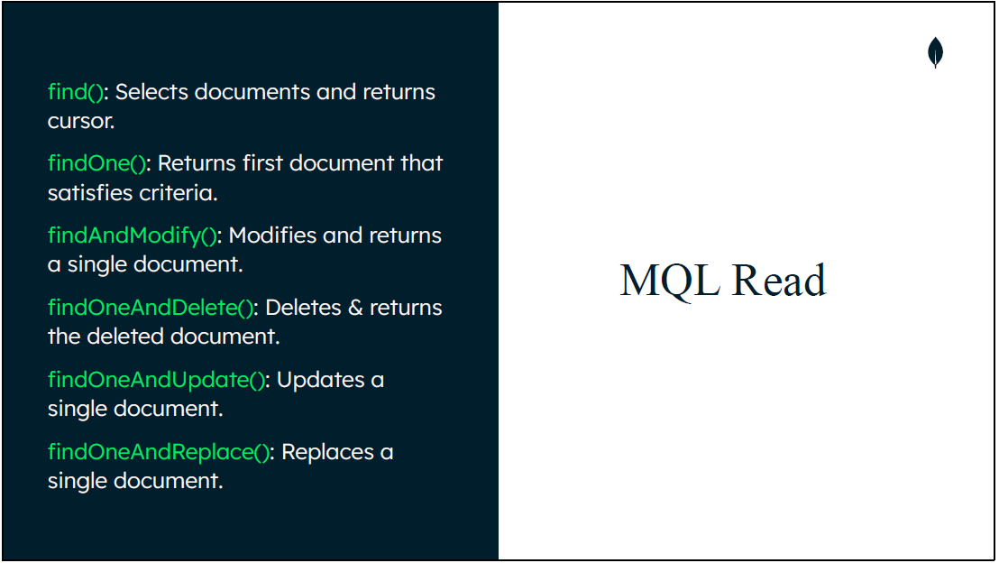 find(): Selects documents and returns
cursor.
findOne(): Returns first document that
satisfies criteria.
findAndModify(): Modifies and returns
a single document.
findOneAndDelete(): Deletes & returns
the deleted document.
findOneAndUpdate(): Updates a
single document.
findOneAndReplace(): Replaces a
single document.
MQL Read